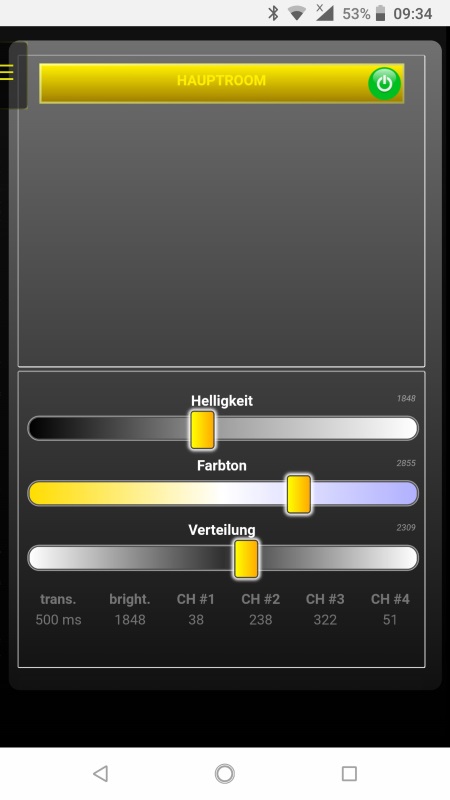 53% 09:34
HAUPTROOM
Helligkeit 1848
Farbton 2855
Verteilung 2309
trans. bright. CH #1 CH #2 CH #3 CH #4
500 ms 1848 38 238 322 51